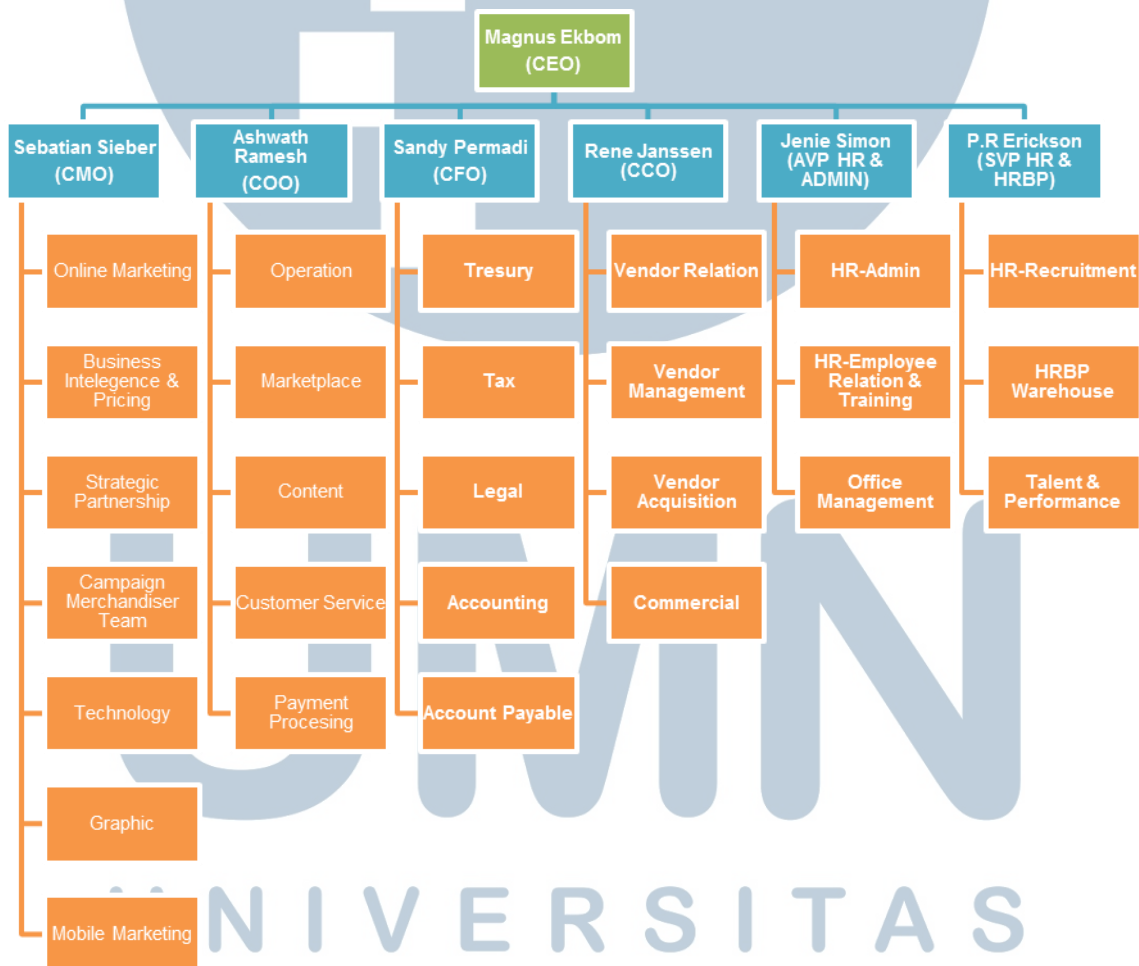 Magnus Ekbom
(CEO)
Sebatian Sieber
(CMO)
Ashwath
Ramesh
(COO)
Sandy Permadi
(CFO)
Rene Janssen
(CCO)
Jenie Simon
(AVP HR &
ADMIN)
P.R Erickson
(SVP HR &
HRBP)
Online Marketing
Operation
Tresury
Vendor Relation
HR-Admin
HR-Recruitment
Business
Intelegence &
Pricing
Marketplace
Tax
Vendor
Management
HR-Employee
Relation &
Training
HRBP
Warehouse
Strategic
Partnership
Content
Legal
Vendor
Acquisition
Office
Management
Talent &
Performance
Campaign
Merchandiser
Team
Customer Service
Accounting
Commercial
Technology
Payment
Procesing
Account Payable
Graphic
Mobile Marketing
UMN
UNIVERSITAS